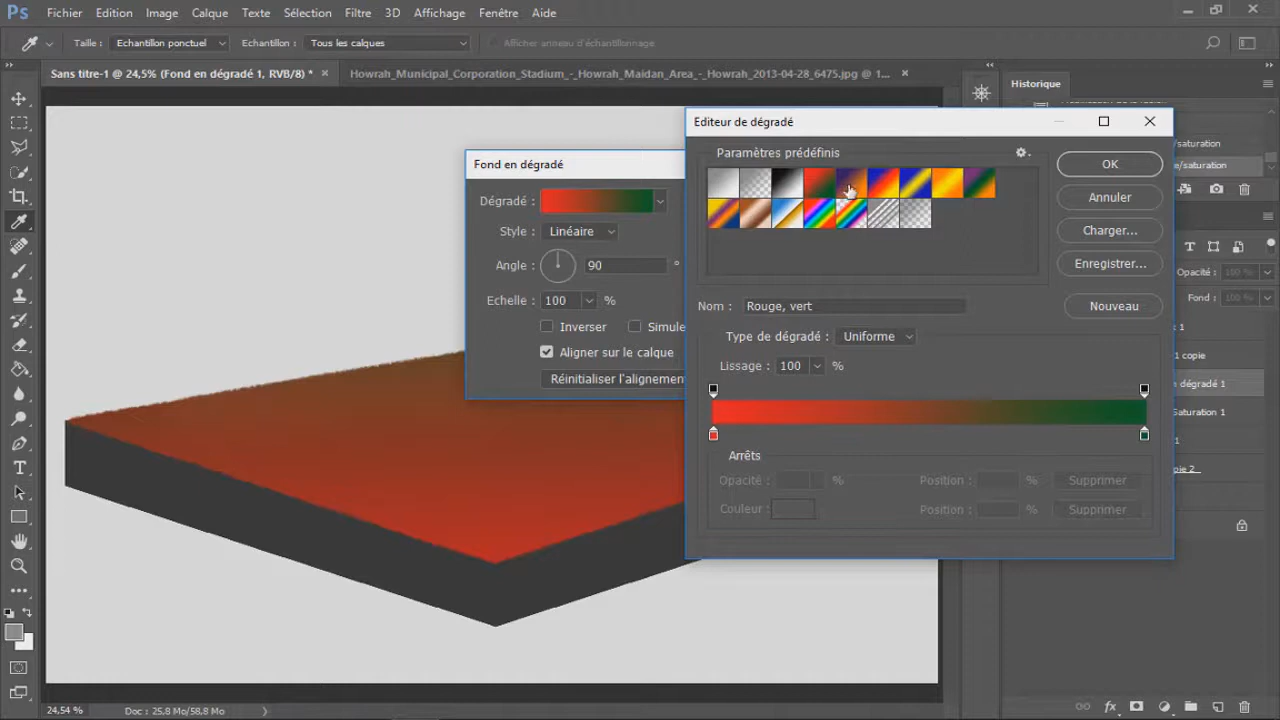 Ps Fichier Edition Image Calque Texte Sélection Filtre 3D Affichage Fenêtre Aide
Taille : Echantillon ponctuel Echantillon : Tous les calques Afficher anneau d'échantillonnage
Sans titre-1 @ 24,5% (Fond en dégradé 1, RVB/8) * Howrah_Municipal_Corporation_Stadium_-_Howrah_Maidan_Area_-_Howrah_2013-04-28_6475.jpg @ 1...
Historique
Editeur de dégradé
Paramètres prédéfinis
OK
Annuler
Charger...
Enregistrer...
Nom : Rouge, vert
Nouveau
Type de dégradé : Uniforme
Lissage : 100 %
Arrêts
Opacité : % Position : % Supprimer
Couleur : Position : % Supprimer
Fond en dégradé
Dégradé :
Style : Linéaire
Angle : 90 °
Echelle : 100 %
Inverser Simule
Aligner sur le calque
Réinitialiser l'alignemen
/saturation
e/saturation
Opacité : 100 %
Fond : 100 %
1
copie
n dégradé 1
Saturation 1
1
pie 2
24,54 % Doc : 25,8 Mo/58,8 Mo
fx